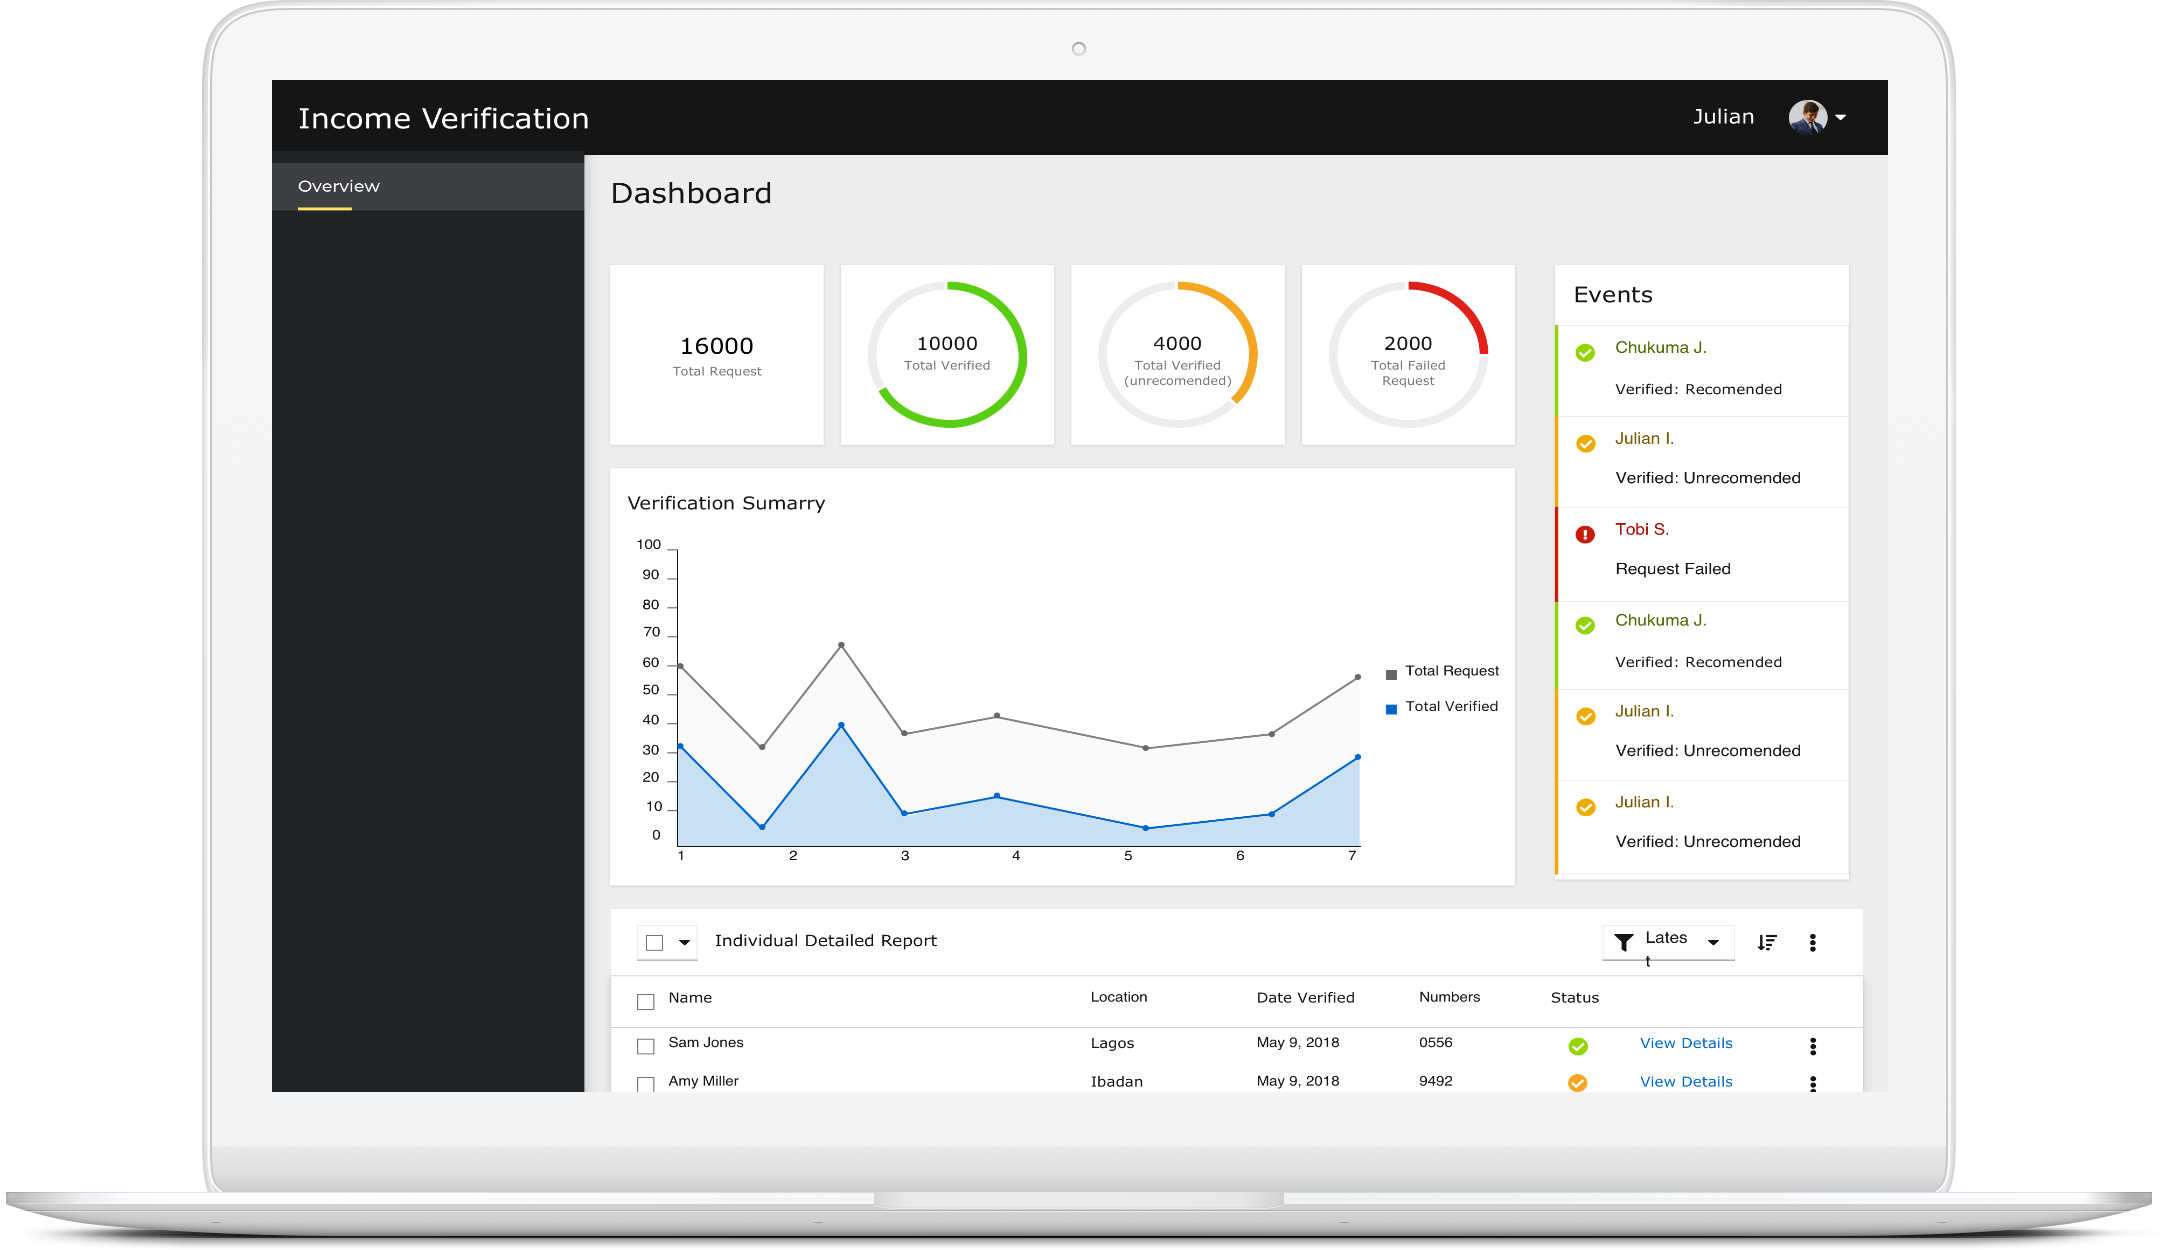 Income Verification
Julian
Overview
Dashboard
16000
Total Request
10000
Total Verified
4000
Total Verified
(unrecomended)
2000
Total Failed
Request
Events
Chukuma J.
Verified: Recomended
Julian I.
Verified: Unrecomended
Tobi S.
Request Failed
Chukuma J.
Verified: Recomended
Julian I.
Verified: Unrecomended
Julian I.
Verified: Unrecomended
Verification Sumarry
100
90
80
70
60
50
40
30
20
10
0
1 2 3 4 5 6 7
Total Request
Total Verified
Individual Detailed Report
Lates
t
Name Location Date Verified Numbers Status
Sam Jones Lagos May 9, 2018 0556 View Details
Amy Miller Ibadan May 9, 2018 9492 View Details